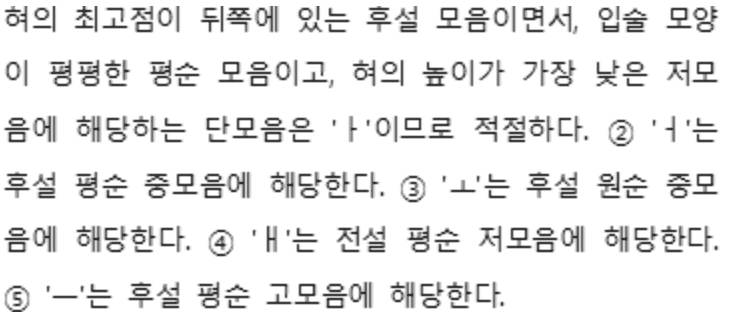 혀의 최고점이 뒤쪽에 있는 후설 모음이면서, 입술 모양
이 평평한 평순 모음이고, 혀의 높이가 가장 낮은 저모
음에 해당하는 단모음은 'ㅏ'이므로 적절하다. ② 'ㅓ'는
후설 평순 중모음에 해당한다. ③ 'ㅗ'는 후설 원순 중모
음에 해당한다. ④ 'ㅐ'는 전설 평순 저모음에 해당한다.
⑤ 'ㅡ'는 후설 평순 고모음에 해당한다.